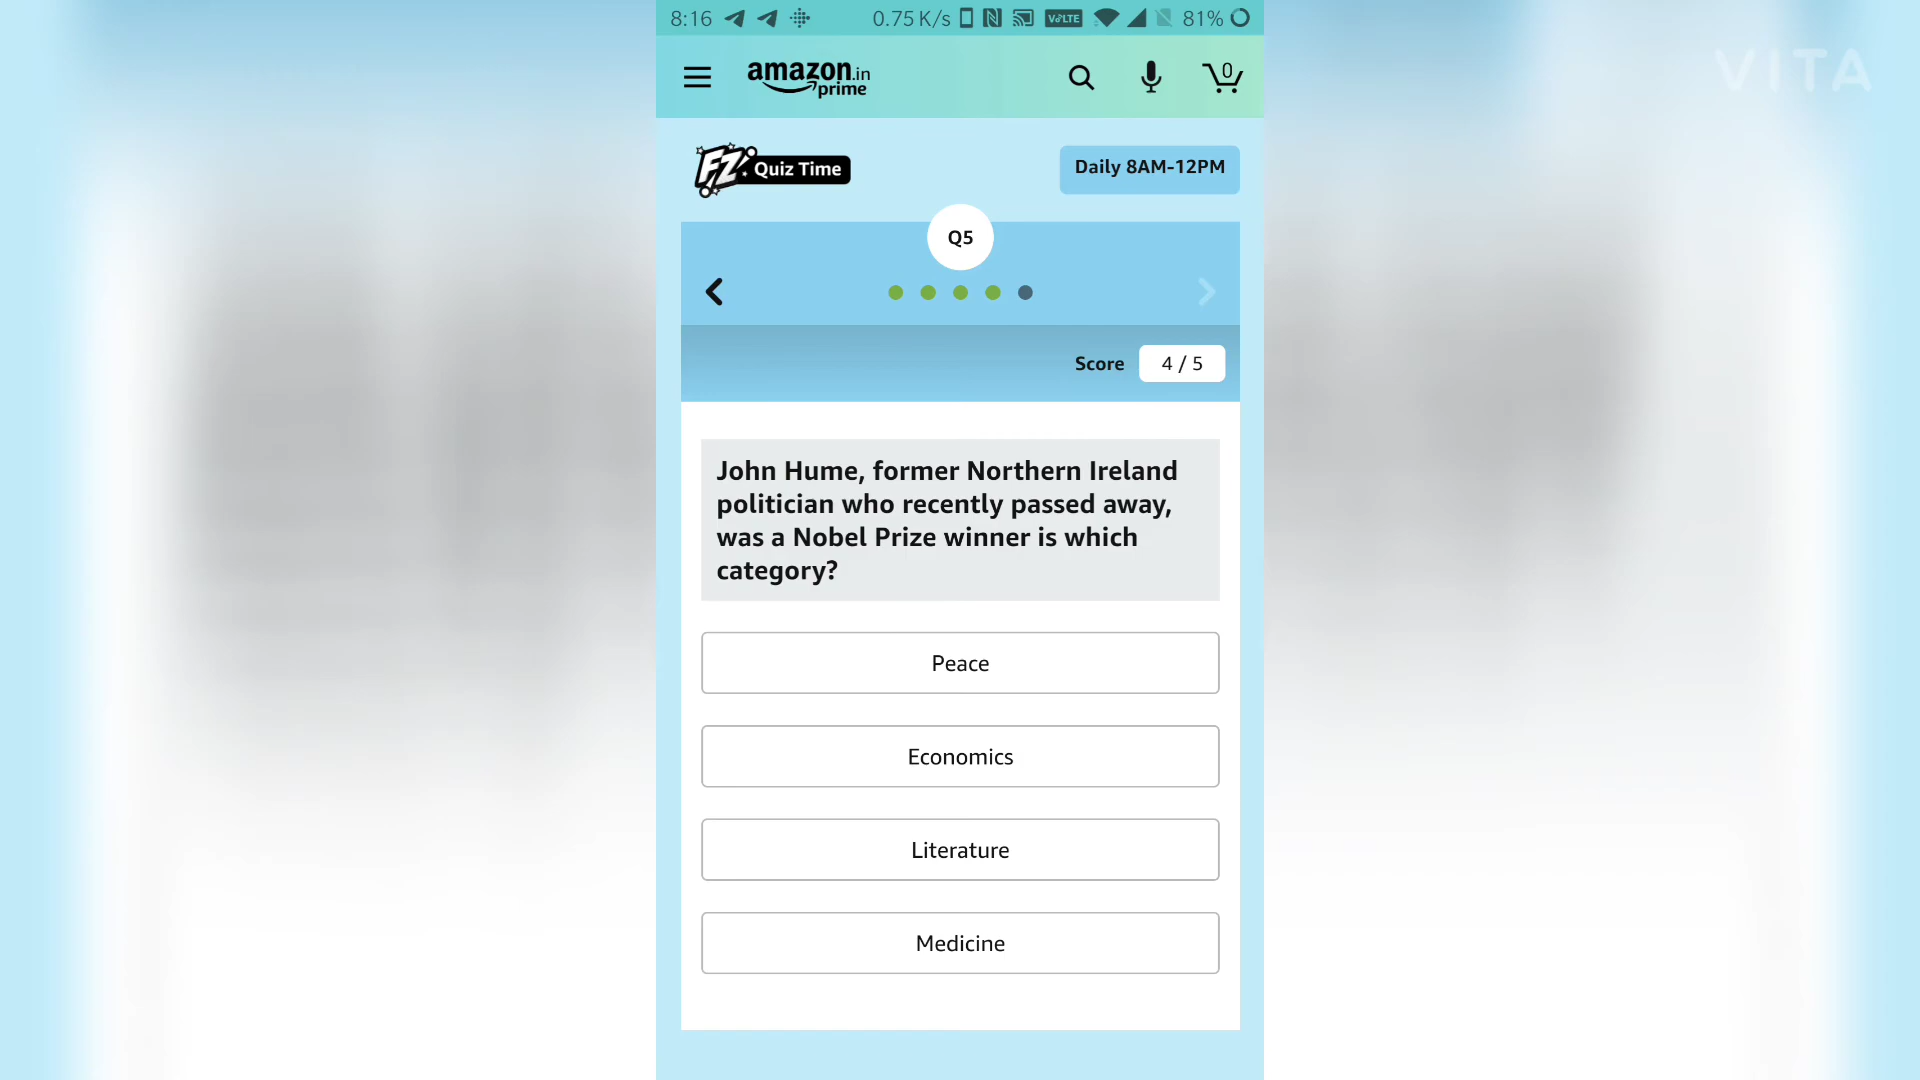 8:16 0.75 K/s VoLTE 81%
VITA
amazon.in
prime
0
FZ Quiz Time
Daily 8AM-12PM
Q5
Score 4 / 5
John Hume, former Northern Ireland
politician who recently passed away,
was a Nobel Prize winner is which
category?
Peace
Economics
Literature
Medicine